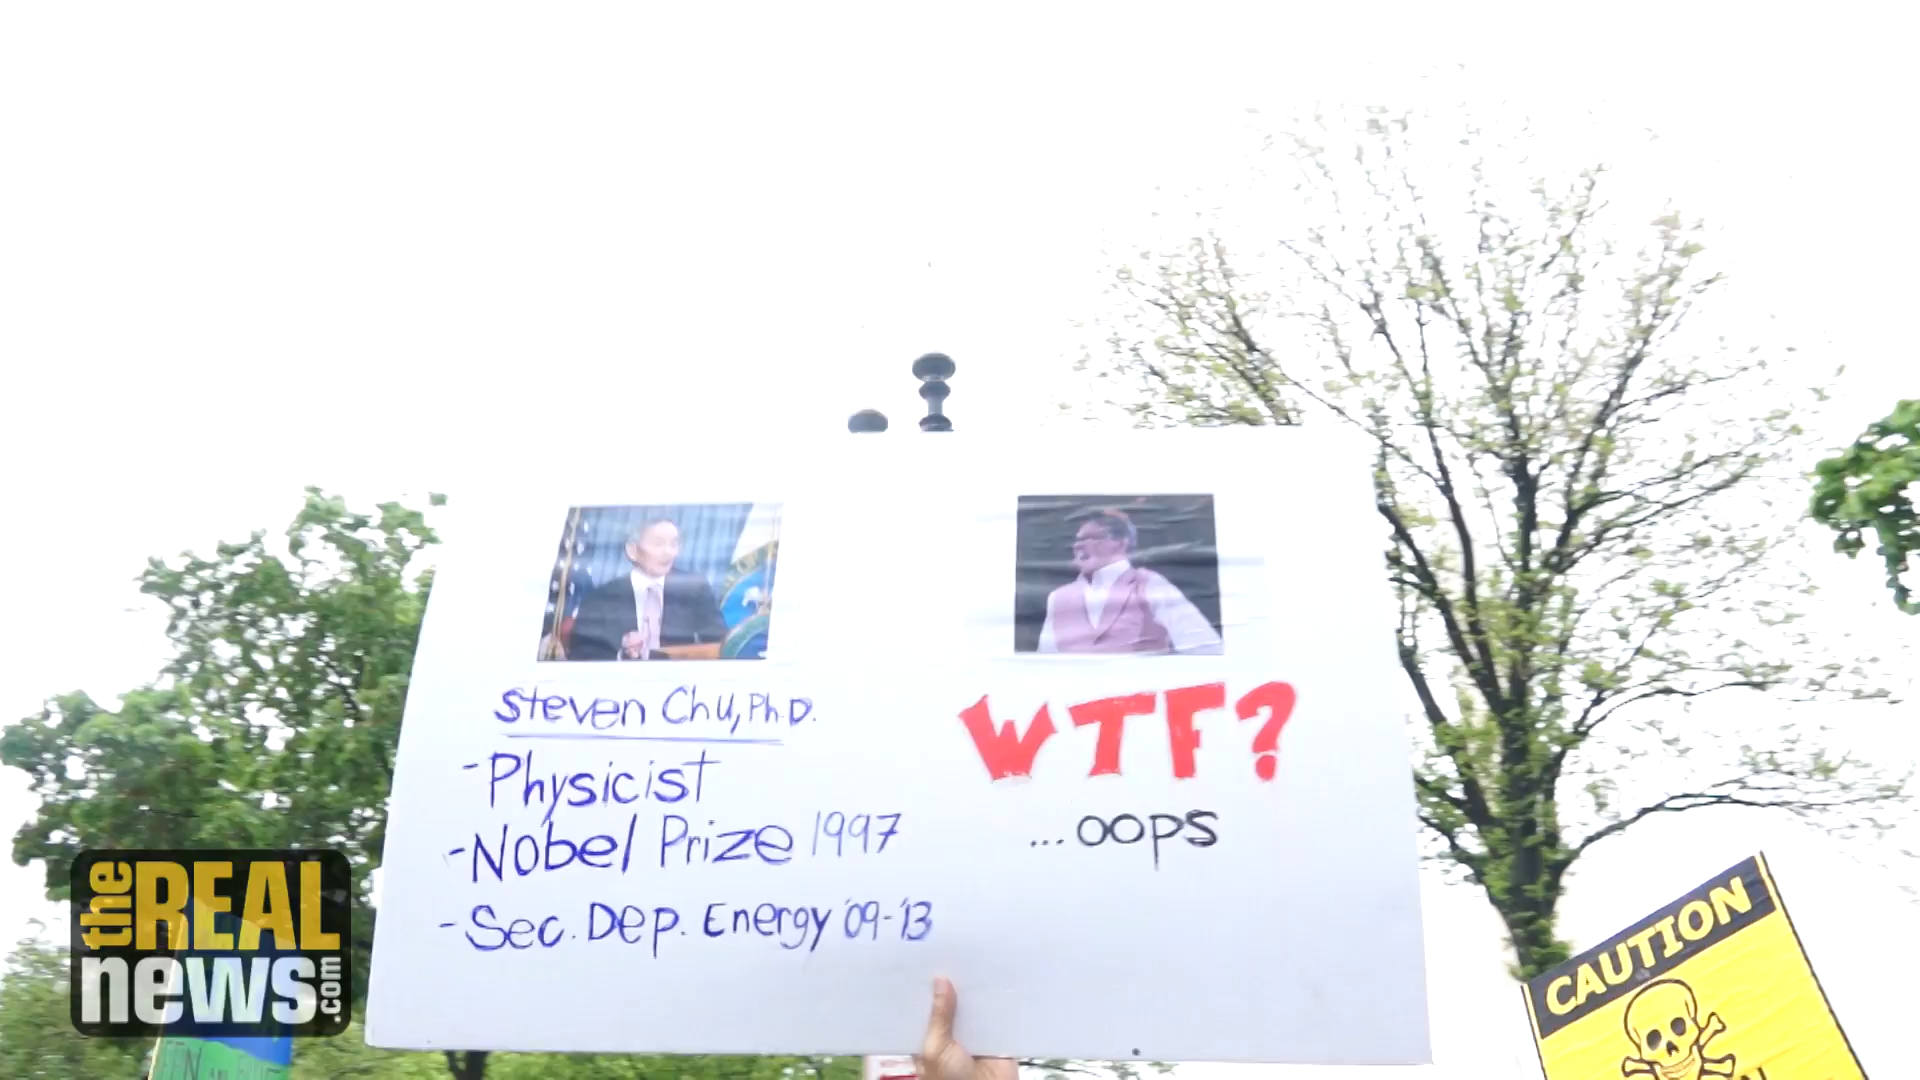 Steven Chu, Ph.D.
-Physicist
-Nobel Prize 1997
-Sec. Dep. Energy '09-'13
WTF?
...oops
CAUTION
the REAL
news.com